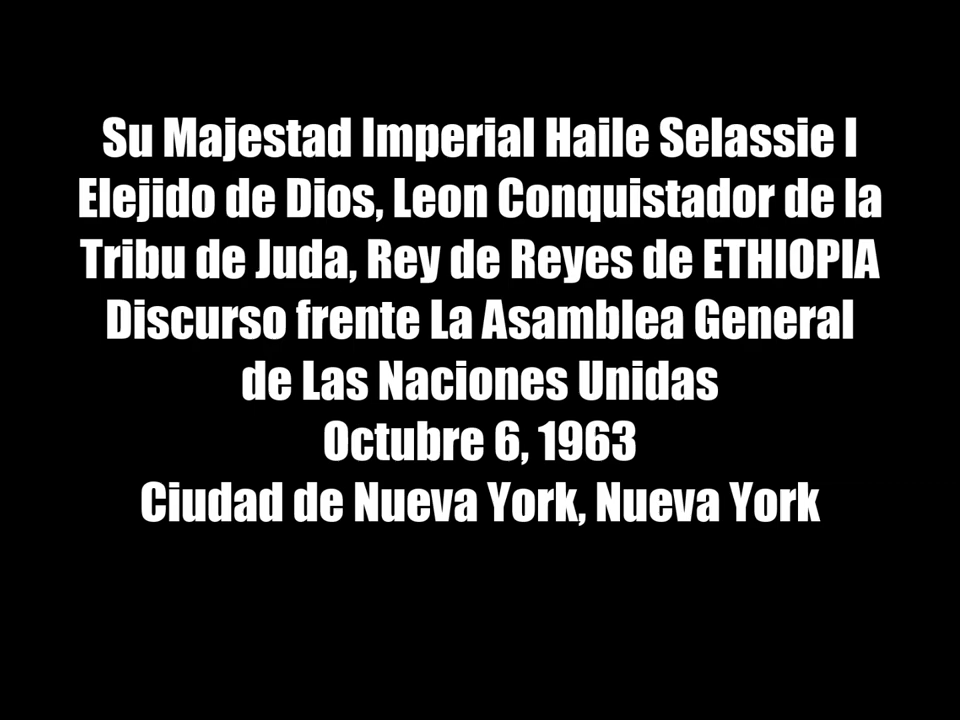 Su Majestad Imperial Haile Selassie I
Elejido de Dios, Leon Conquistador de la
Tribu de Juda, Rey de Reyes de ETHIOPIA
Discurso frente La Asamblea General
de Las Naciones Unidas
Octubre 6, 1963
Ciudad de Nueva York, Nueva York